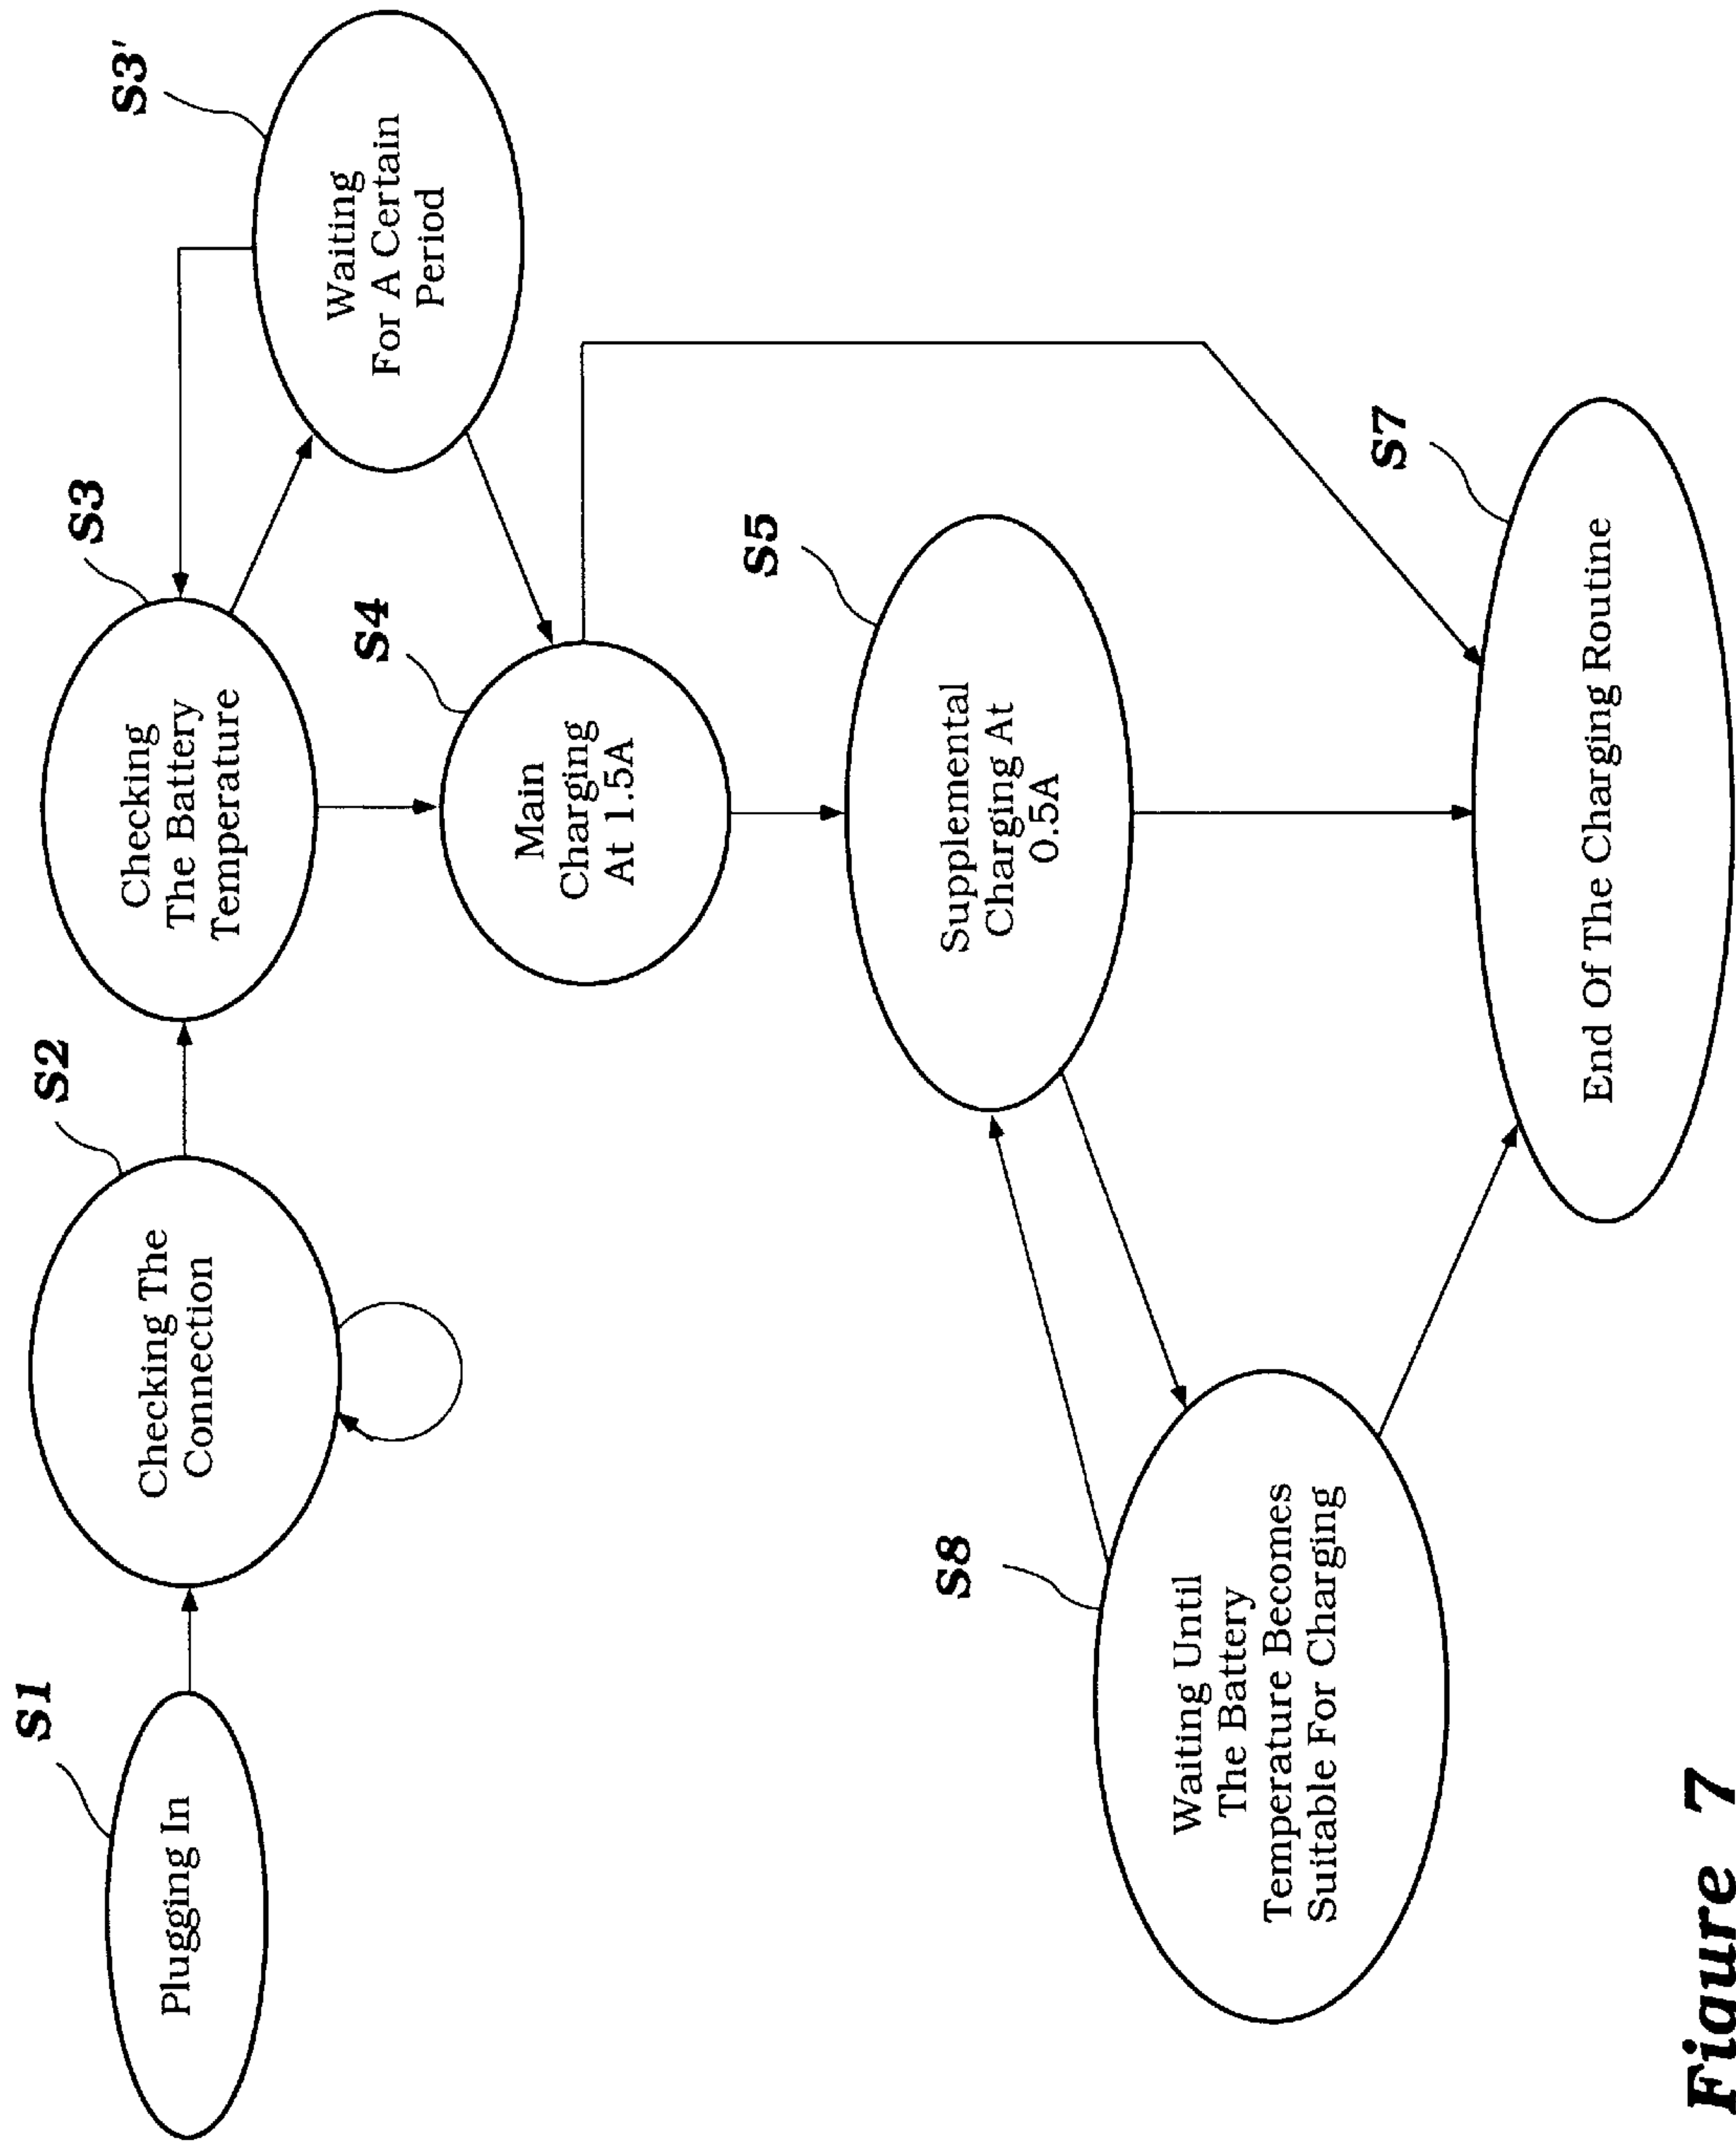 S1
Plugging In
S2
Checking The
Connection
S3
Checking
The Battery
Temperature
S3'
Waiting
For A Certain
Period
S4
Main
Charging
At 1.5A
S5
Supplemental
Charging At
0.5A
S8
Waiting Until
The Battery
Temperature Becomes
Suitable For Charging
S7
End Of The Charging Routine
Figure 7